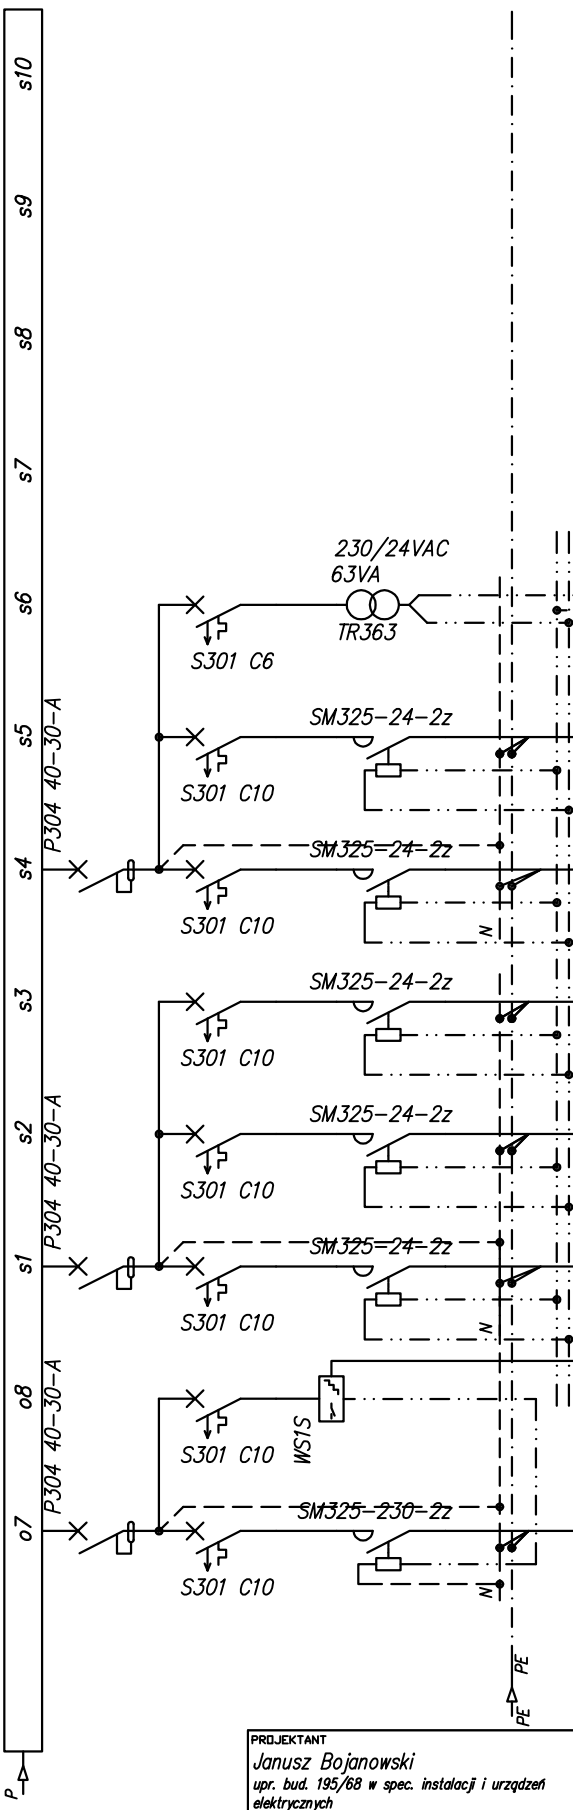 s10
s9
s8
s7
230/24VAC
63VA
s6
TR363
S301 C6
P304 40-30-A
s5
SM325-24-2z
S301 C10
s4
SM325-24-2z
S301 C10
N
s3
SM325-24-2z
S301 C10
P304 40-30-A
s2
SM325-24-2z
S301 C10
s1
SM325-24-2z
S301 C10
N
P304 40-30-A
o8
S301 C10
WS1S
o7
SM325-230-2z
S301 C10
N
PE
PE
P
PROJEKTANT
Janusz Bojanowski
upr. bud. 195/68 w spec. instalacji i urządzeń
elektrycznych